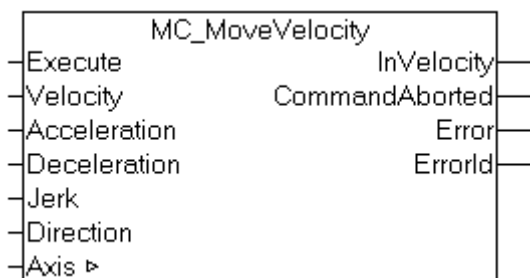 MC_MoveVelocity
Execute InVelocity
Velocity CommandAborted
Acceleration Error
Deceleration ErrorId
Jerk
Direction
Axis